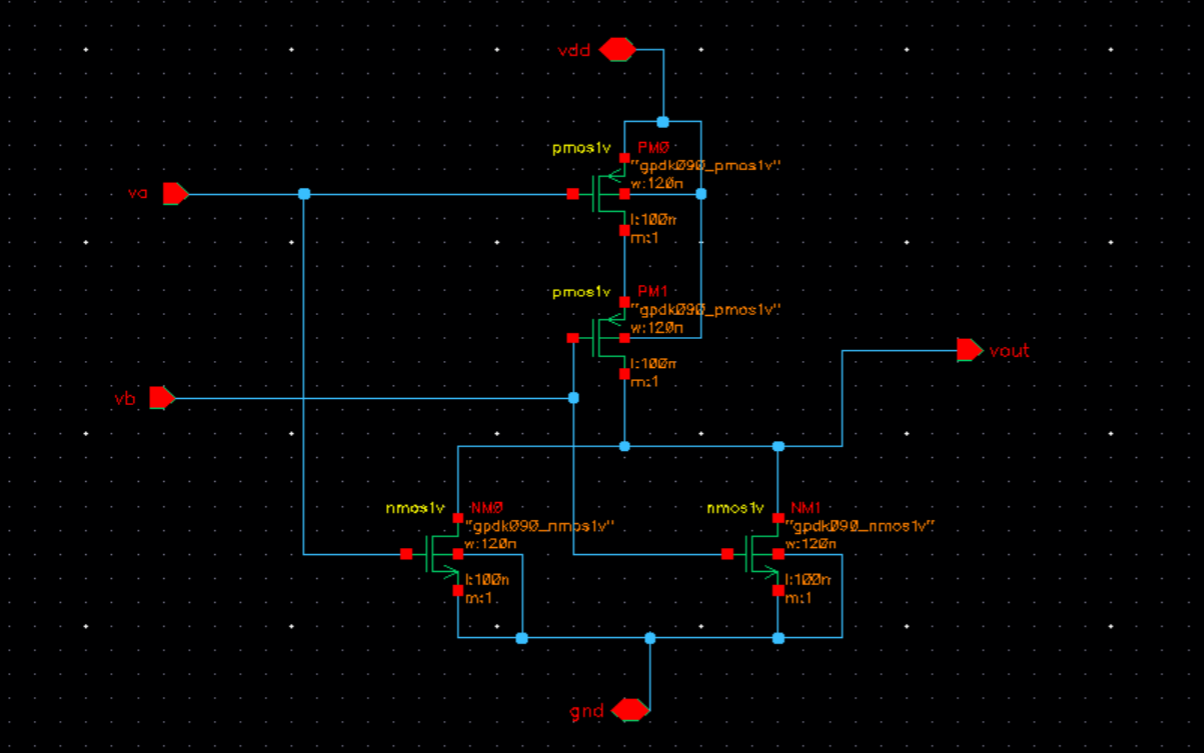 vdd
pmos1v PM0
"gpdk090_pmos1v"
w:120n
va
l:100n
m:1
pmos1v PM1
"gpdk090_pmos1v"
w:120n
vout
l:100n
m:1
vb
nmos1v NM0
"gpdk090_nmos1v"
w:120n
l:100n
m:1
nmos1v NM1
"gpdk090_nmos1v"
w:120n
l:100n
m:1
gnd